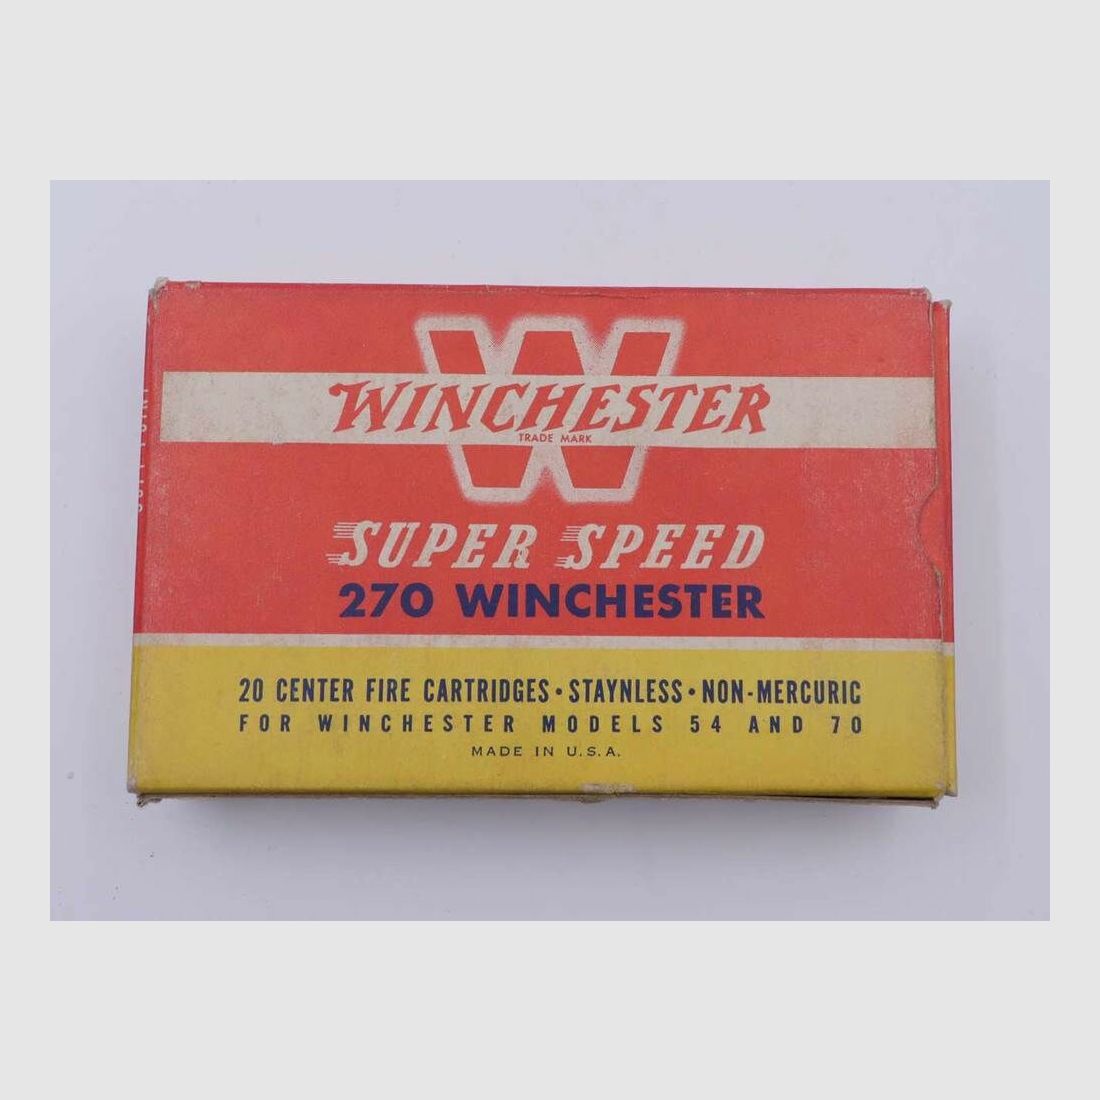 W
WINCHESTER
TRADE MARK
SUPER SPEED
270 WINCHESTER
20 CENTER FIRE CARTRIDGES • STAYNLESS • NON-MERCURIC
FOR WINCHESTER MODELS 54 AND 70
MADE IN U.S.A.